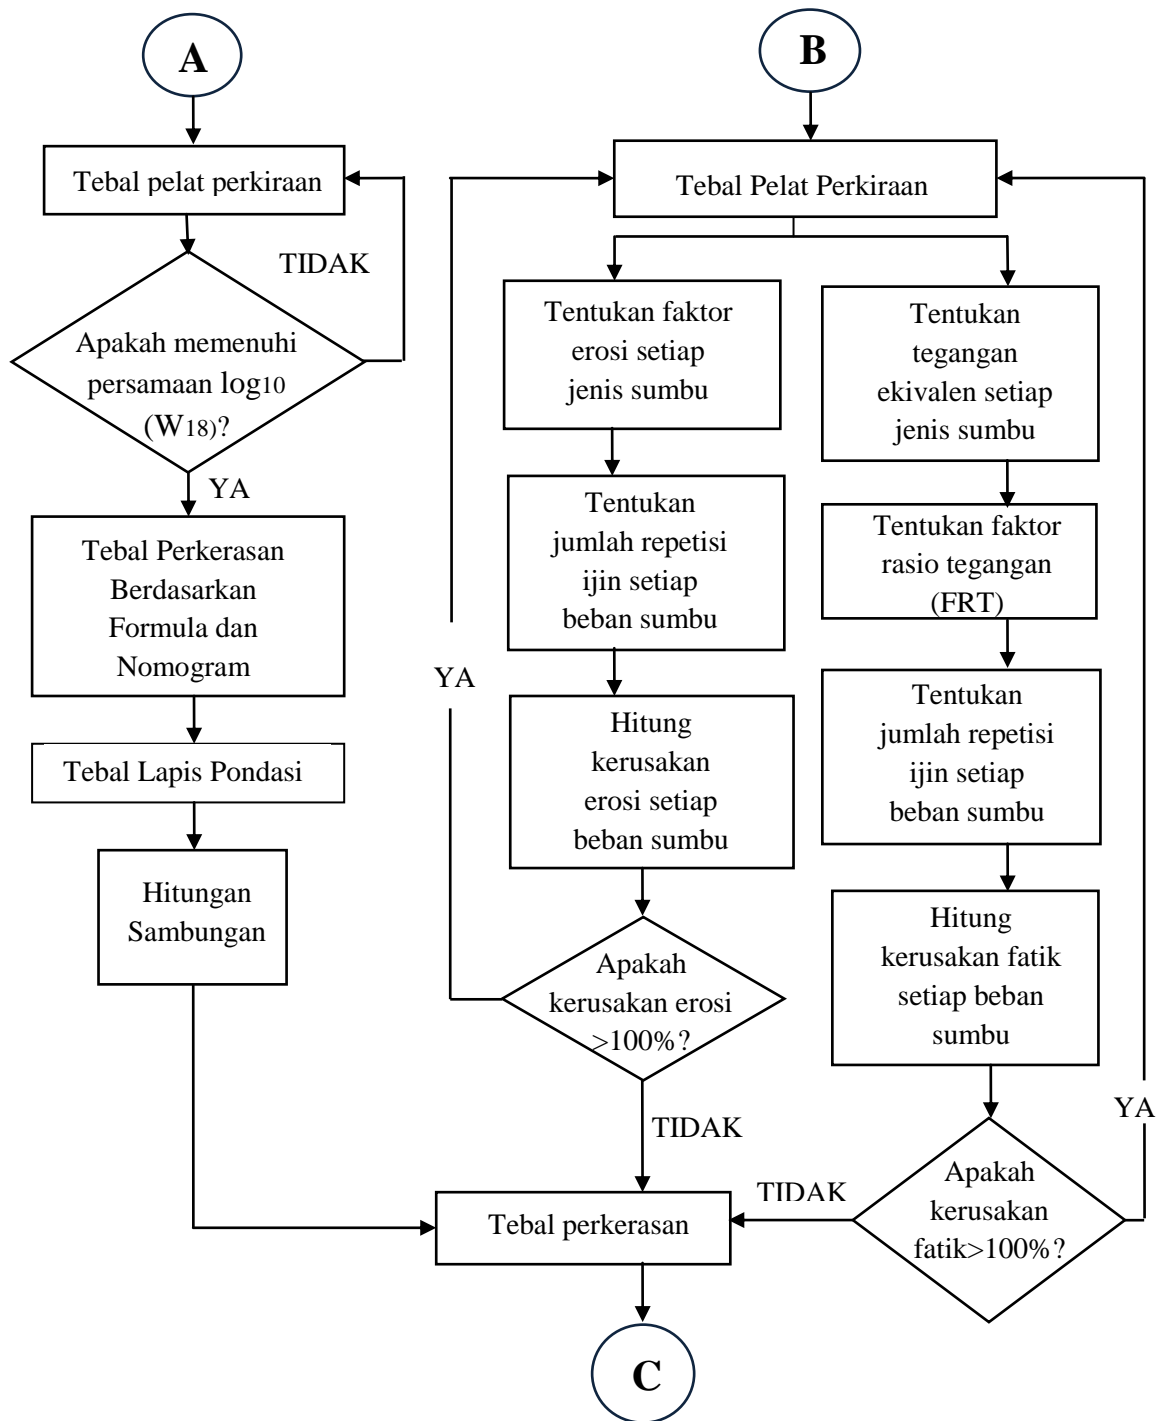 A
Tebal pelat perkiraan
TIDAK
Apakah memenuhi
persamaan log10
(W18)?
YA
Tebal Perkerasan
Berdasarkan
Formula dan
Nomogram
Tebal Lapis Pondasi
Hitungan
Sambungan
B
Tebal Pelat Perkiraan
Tentukan faktor
erosi setiap
jenis sumbu
Tentukan
jumlah repetisi
ijin setiap
beban sumbu
YA
Hitung
kerusakan
erosi setiap
beban sumbu
Apakah
kerusakan erosi
>100%?
TIDAK
Tentukan
tegangan
ekivalen setiap
jenis sumbu
Tentukan faktor
rasio tegangan
(FRT)
Tentukan
jumlah repetisi
ijin setiap
beban sumbu
Hitung
kerusakan fatik
setiap beban
sumbu
YA
Apakah
kerusakan
fatik>100%?
TIDAK
Tebal perkerasan
C